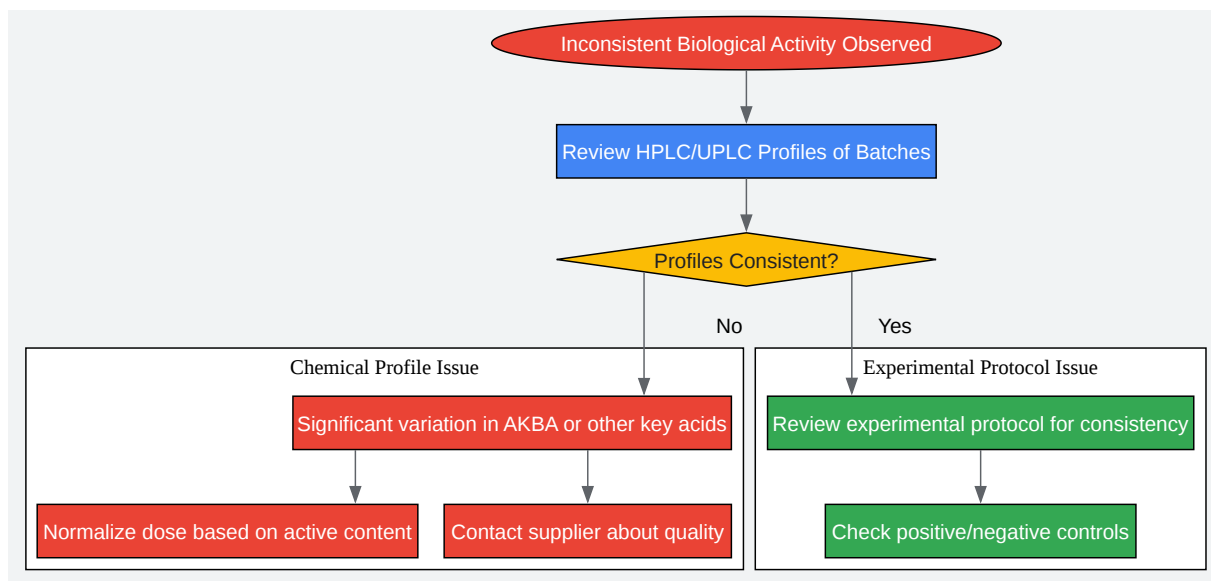 Inconsistent Biological Activity Observed
Review HPLC/UPLC Profiles of Batches
Profiles Consistent?
No
Yes
Chemical Profile Issue
Experimental Protocol Issue
Significant variation in AKBA or other key acids
Review experimental protocol for consistency
Normalize dose based on active content
Contact supplier about quality
Check positive/negative controls